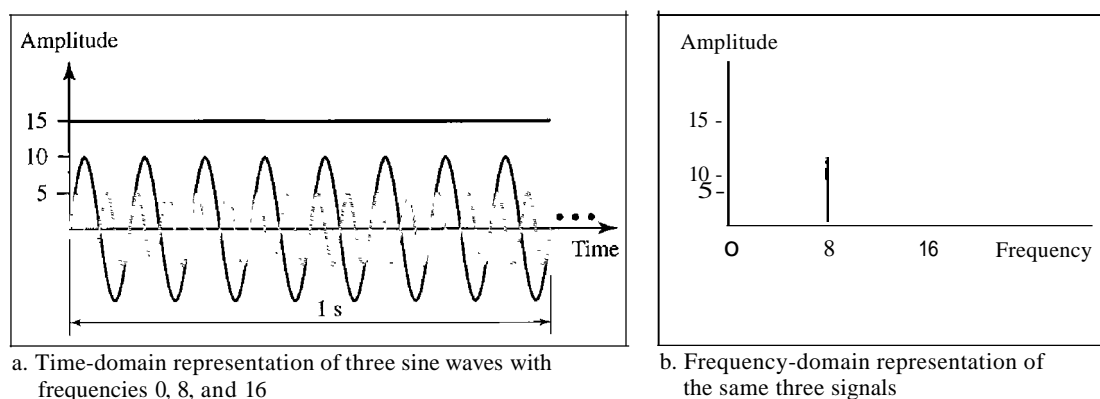 Amplitude
15
10
5
• • •
Time
1 s
a. Time-domain representation of three sine waves with
frequencies 0, 8, and 16
Amplitude
15 -
10 -
5 -
0 8 16 Frequency
b. Frequency-domain representation of
the same three signals